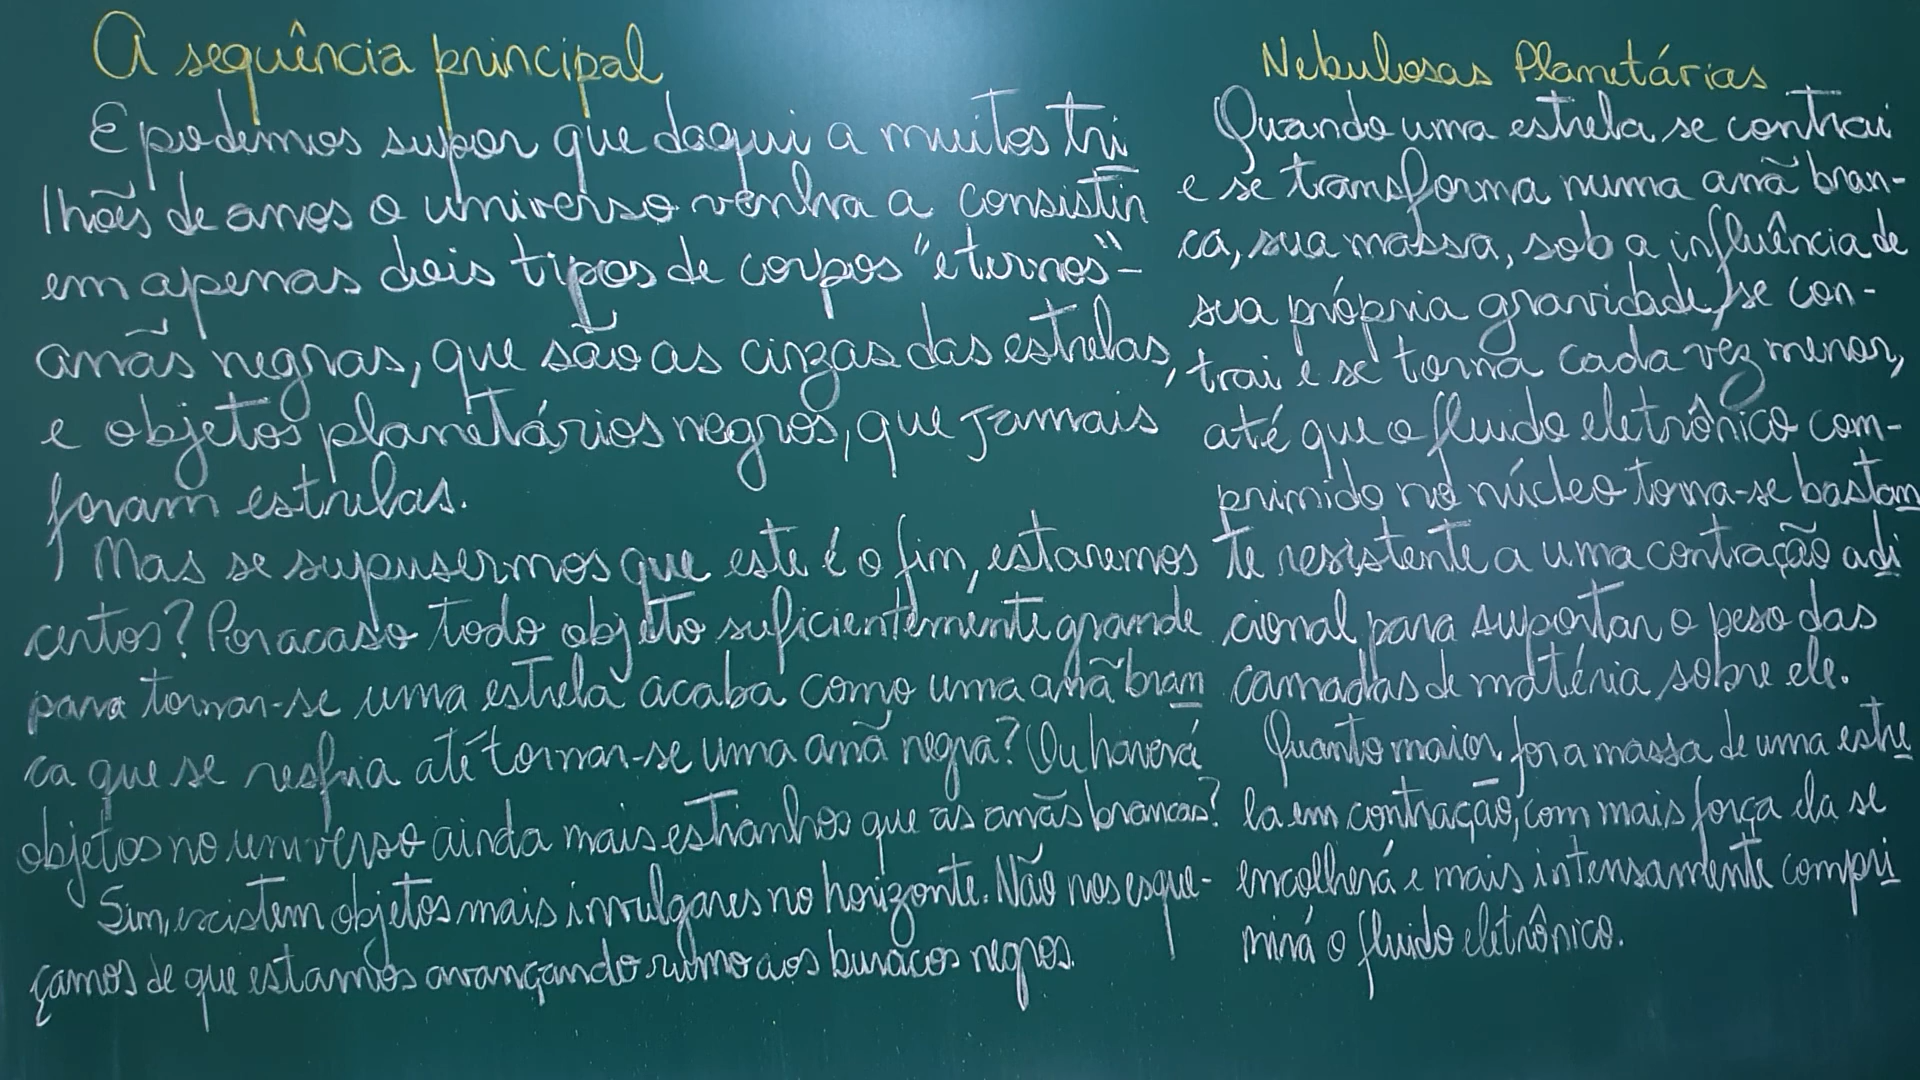 A sequência principal
E podemos supor que daqui a muitos tri
lhões de anos o universo venha a consistir
em apenas dois tipos de corpos "eternos" -
anãs negras, que são as cinzas das estrelas,
e objetos planetários negros, que jamais
foram estrelas.
Mas se supusermos que este é o fim, estaremos
certos? Por acaso todo objeto suficientemente grande
para tornar-se uma estrela acaba como uma anã bran
ca que se resfria até tornar-se uma anã negra? Ou haverá
objetos no universo ainda mais estranhos que as anãs brancas?
Sim, existem objetos mais invulgares no horizonte. Não nos esque-
çamos de que estamos avançando rumo aos buracos negros.
Nebulosas Planetárias
Quando uma estrela se contrai
e se transforma numa anã bran-
ca, sua massa, sob a influência de
sua própria gravidade, se con-
trai e se torna cada vez menor,
até que o fluido eletrônico com-
primido no núcleo torna-se bastan
te resistente a uma contração adi
cional para suportar o peso das
camadas de matéria sobre ele.
Quanto maior for a massa de uma estre
la em contração, com mais força ela se
encolherá e mais intensamente compri
mirá o fluido eletrônico.